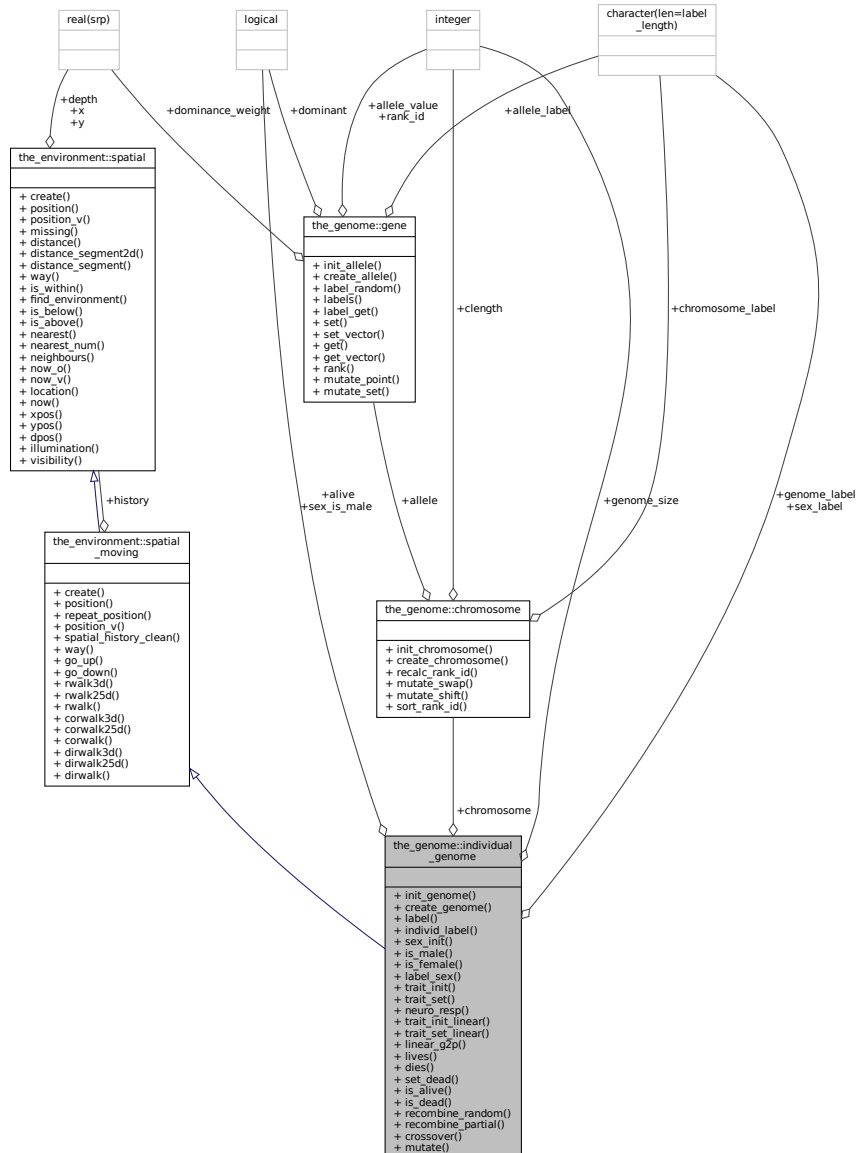 real(srp)
logical
integer
character(len=label
_length)
+depth
+x
+y
+dominance_weight
+dominant
+allele_value
+rank_id
+allele_label
the_environment::spatial
+ create()
+ position()
+ position_v()
+ missing()
+ distance()
+ distance_segment2d()
+ distance_segment()
+ way()
+ is_within()
+ find_environment()
+ is_below()
+ is_above()
+ nearest()
+ nearest_num()
+ neighbours()
+ now_o()
+ now_v()
+ location()
+ now()
+ xpos()
+ ypos()
+ dpos()
+ illumination()
+ visibility()
the_genome::gene
+ init_allele()
+ create_allele()
+ label_random()
+ labels()
+ label_get()
+ set()
+ set_vector()
+ get()
+ get_vector()
+ rank()
+ mutate_point()
+ mutate_set()
+clength
+chromosome_label
+history
+alive
+sex_is_male
+allele
+genome_size
+genome_label
+sex_label
the_environment::spatial
_moving
+ create()
+ position()
+ repeat_position()
+ position_v()
+ spatial_history_clean()
+ way()
+ go_up()
+ go_down()
+ rwalk3d()
+ rwalk25d()
+ rwalk()
+ corwalk3d()
+ corwalk25d()
+ corwalk()
+ dirwalk3d()
+ dirwalk25d()
+ dirwalk()
the_genome::chromosome
+ init_chromosome()
+ create_chromosome()
+ recalc_rank_id()
+ mutate_swap()
+ mutate_shift()
+ sort_rank_id()
+chromosome
the_genome::individual
_genome
+ init_genome()
+ create_genome()
+ label()
+ individ_label()
+ sex_init()
+ is_male()
+ is_female()
+ label_sex()
+ trait_init()
+ trait_set()
+ neuro_resp()
+ trait_init_linear()
+ trait_set_linear()
+ linear_g2p()
+ lives()
+ dies()
+ set_dead()
+ is_alive()
+ is_dead()
+ recombine_random()
+ recombine_partial()
+ crossover()
+ mutate()